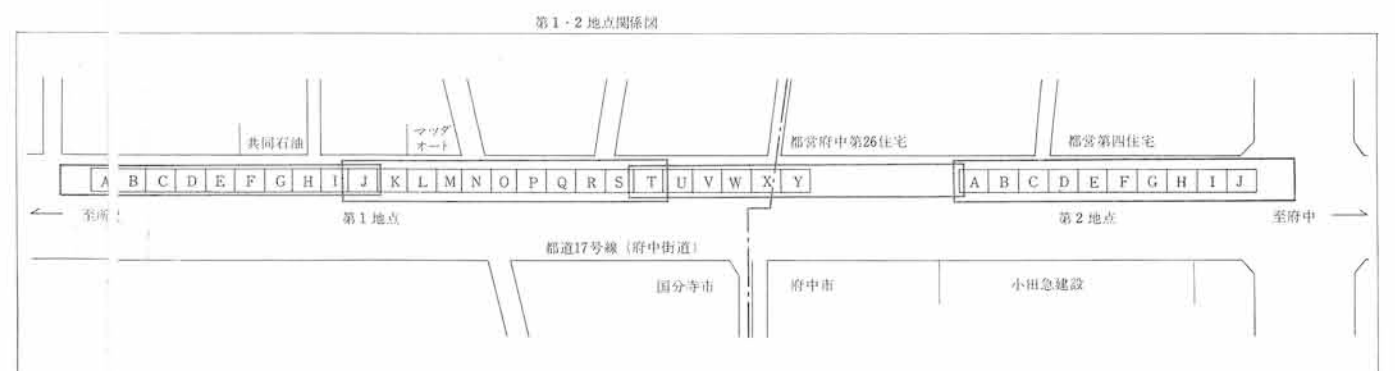 第1・2地点関係図
共同石油
マツダ
オート
都営府中第26住宅
都営第四住宅
A B C D E F G H I J K L M N O P Q R S T U V W X Y
A B C D E F G H I J
第1地点
第2地点
至府中
都道17号線(府中街道)
国分寺市
府中市
小田急建設